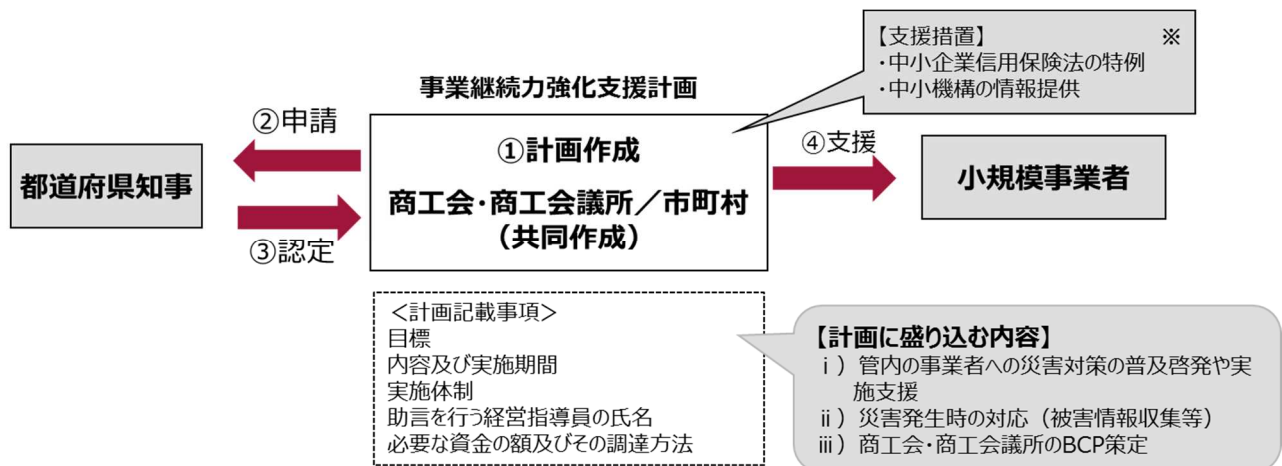 【支援措置】 ※
・中小企業信用保険法の特例
・中小機構の情報提供
事業継続力強化支援計画
②申請
①計画作成
④支援
都道府県知事
商工会・商工会議所／市町村
（共同作成）
小規模事業者
③認定
＜計画記載事項＞
目標
内容及び実施期間
実施体制
助言を行う経営指導員の氏名
必要な資金の額及びその調達方法
【計画に盛り込む内容】
ⅰ）管内の事業者への災害対策の普及啓発や実
施支援
ⅱ）災害発生時の対応（被害情報収集等）
ⅲ）商工会・商工会議所のBCP策定